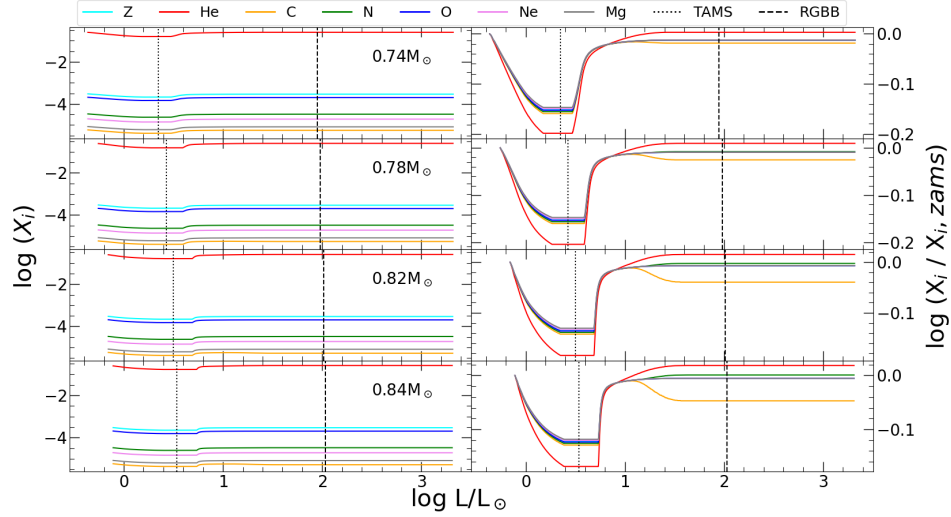 Z He C N O Ne Mg TAMS RGBB
0.74M⊙
−2
−4
0.0
−0.1
−0.2
0.78M⊙
−2
−4
0.0
−0.1
−0.2
0.82M⊙
−2
−4
0.0
−0.1
0.84M⊙
−2
−4
0.0
−0.1
0 1 2 3 0 1 2 3
log (Xi)
log (Xi / Xi, zams)
log L/L⊙